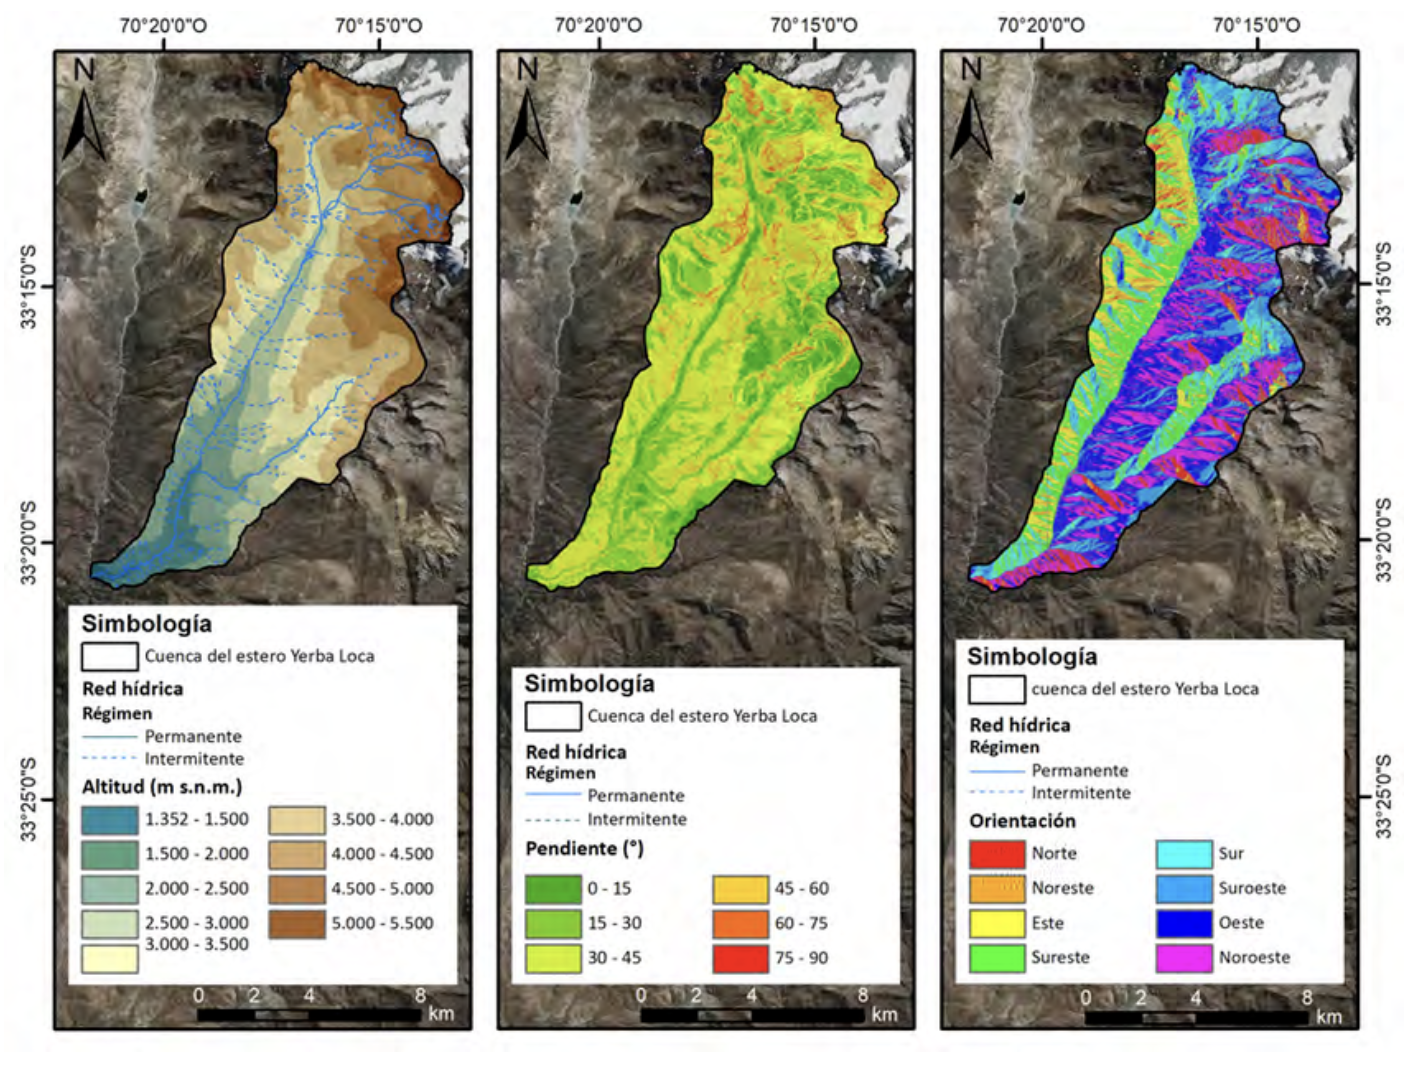 70°20'0"O 70°15'0"O
N
33°15'0"S
33°20'0"S
33°25'0"S
Simbología
Cuenca del estero Yerba Loca
Red hídrica
Régimen
Permanente
Intermitente
Altitud (m s.n.m.)
1.352 - 1.500 3.500 - 4.000
1.500 - 2.000 4.000 - 4.500
2.000 - 2.500 4.500 - 5.000
2.500 - 3.000 5.000 - 5.500
3.000 - 3.500
0 2 4 8
km
70°20'0"O 70°15'0"O
N
Simbología
Cuenca del estero Yerba Loca
Red hídrica
Régimen
Permanente
Intermitente
Pendiente (°)
0 - 15 45 - 60
15 - 30 60 - 75
30 - 45 75 - 90
0 2 4 8
km
70°20'0"O 70°15'0"O
N
33°15'0"S
33°20'0"S
33°25'0"S
Simbología
cuenca del estero Yerba Loca
Red hídrica
Régimen
Permanente
Intermitente
Orientación
Norte Sur
Noreste Suroeste
Este Oeste
Sureste Noroeste
0 2 4 8
km